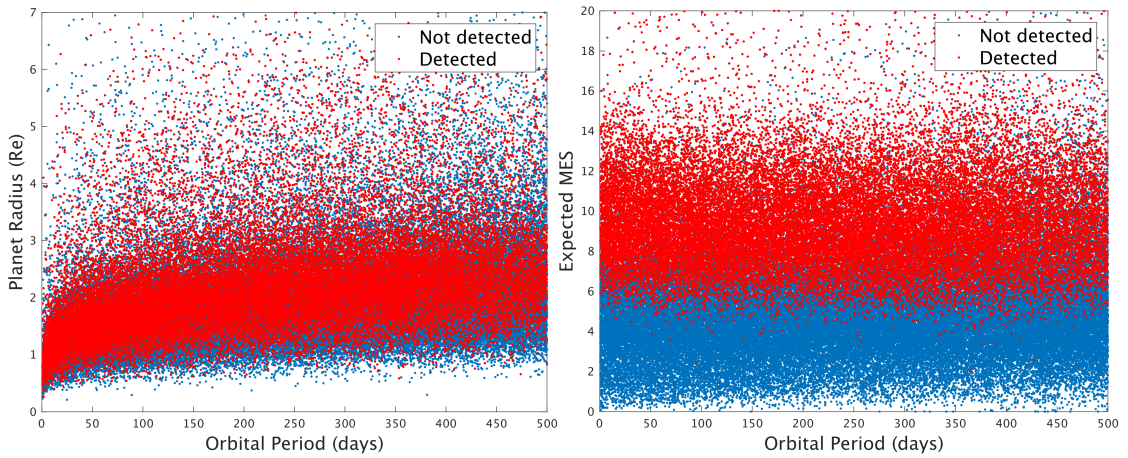 7
6
5
4
3
2
1
0
Planet Radius (Re)
Not detected
Detected
0 50 100 150 200 250 300 350 400 450 500
Orbital Period (days)
20
18
16
14
12
10
8
6
4
2
0
Expected MES
Not detected
Detected
0 50 100 150 200 250 300 350 400 450 500
Orbital Period (days)